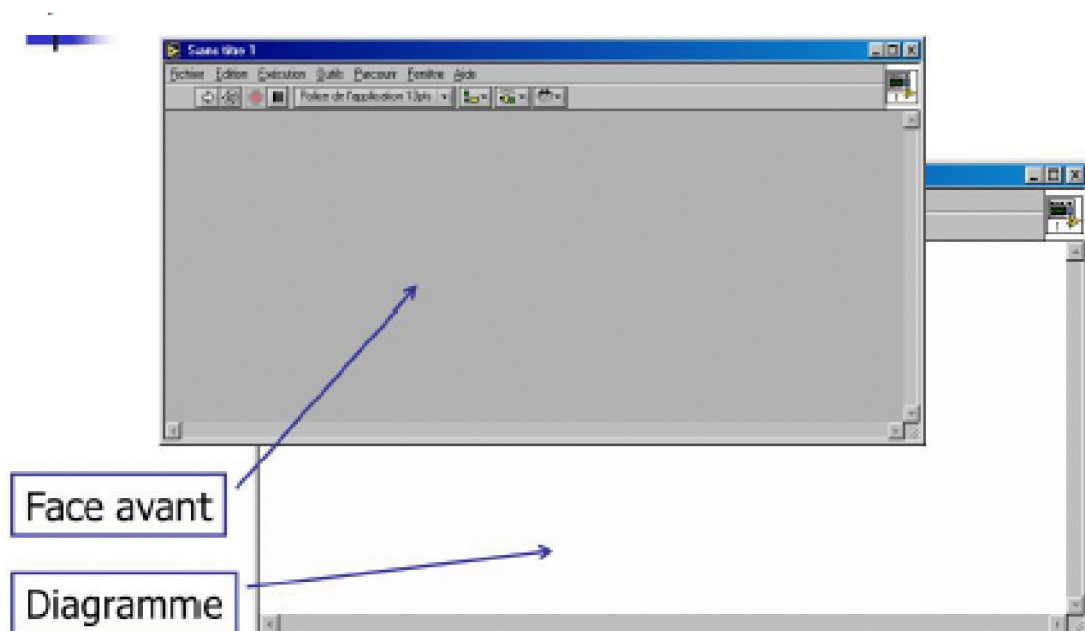 Sans titre 1
Fichier Edition Exécution Outils Parcourir Fenêtre Aide
Police de l'application 13pts
Face avant
Diagramme